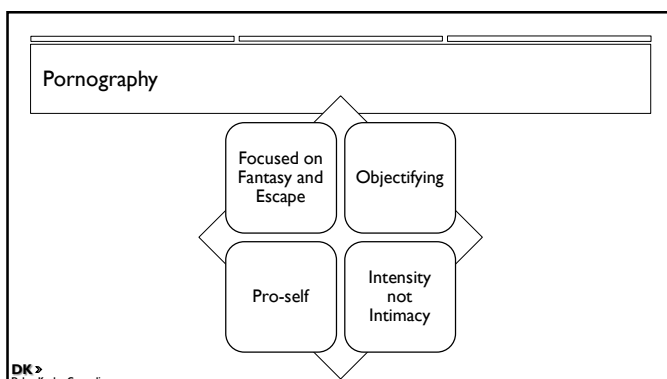 Pornography
Focused on
Fantasy and
Escape
Objectifying
Pro-self
Intensity
not
Intimacy
DK»